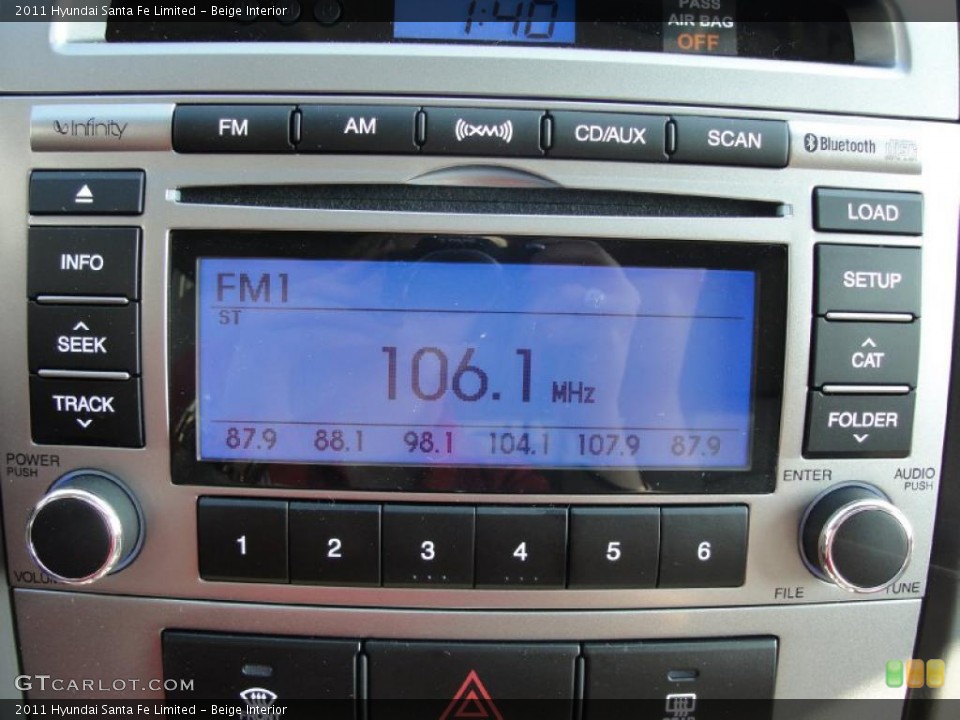 2011 Hyundai Santa Fe Limited - Beige Interior
1:40
PASS
AIR BAG
OFF
Infinity
FM
AM
((XM))
CD/AUX
SCAN
Bluetooth
INFO
SEEK
TRACK
LOAD
SETUP
CAT
FOLDER
FM1
ST
106.1 MHz
87.9 88.1 98.1 104.1 107.9 87.9
POWER
PUSH
ENTER
AUDIO
PUSH
1 2 3 4 5 6
FILE
TUNE
GTCARLOT.COM
2011 Hyundai Santa Fe Limited - Beige Interior